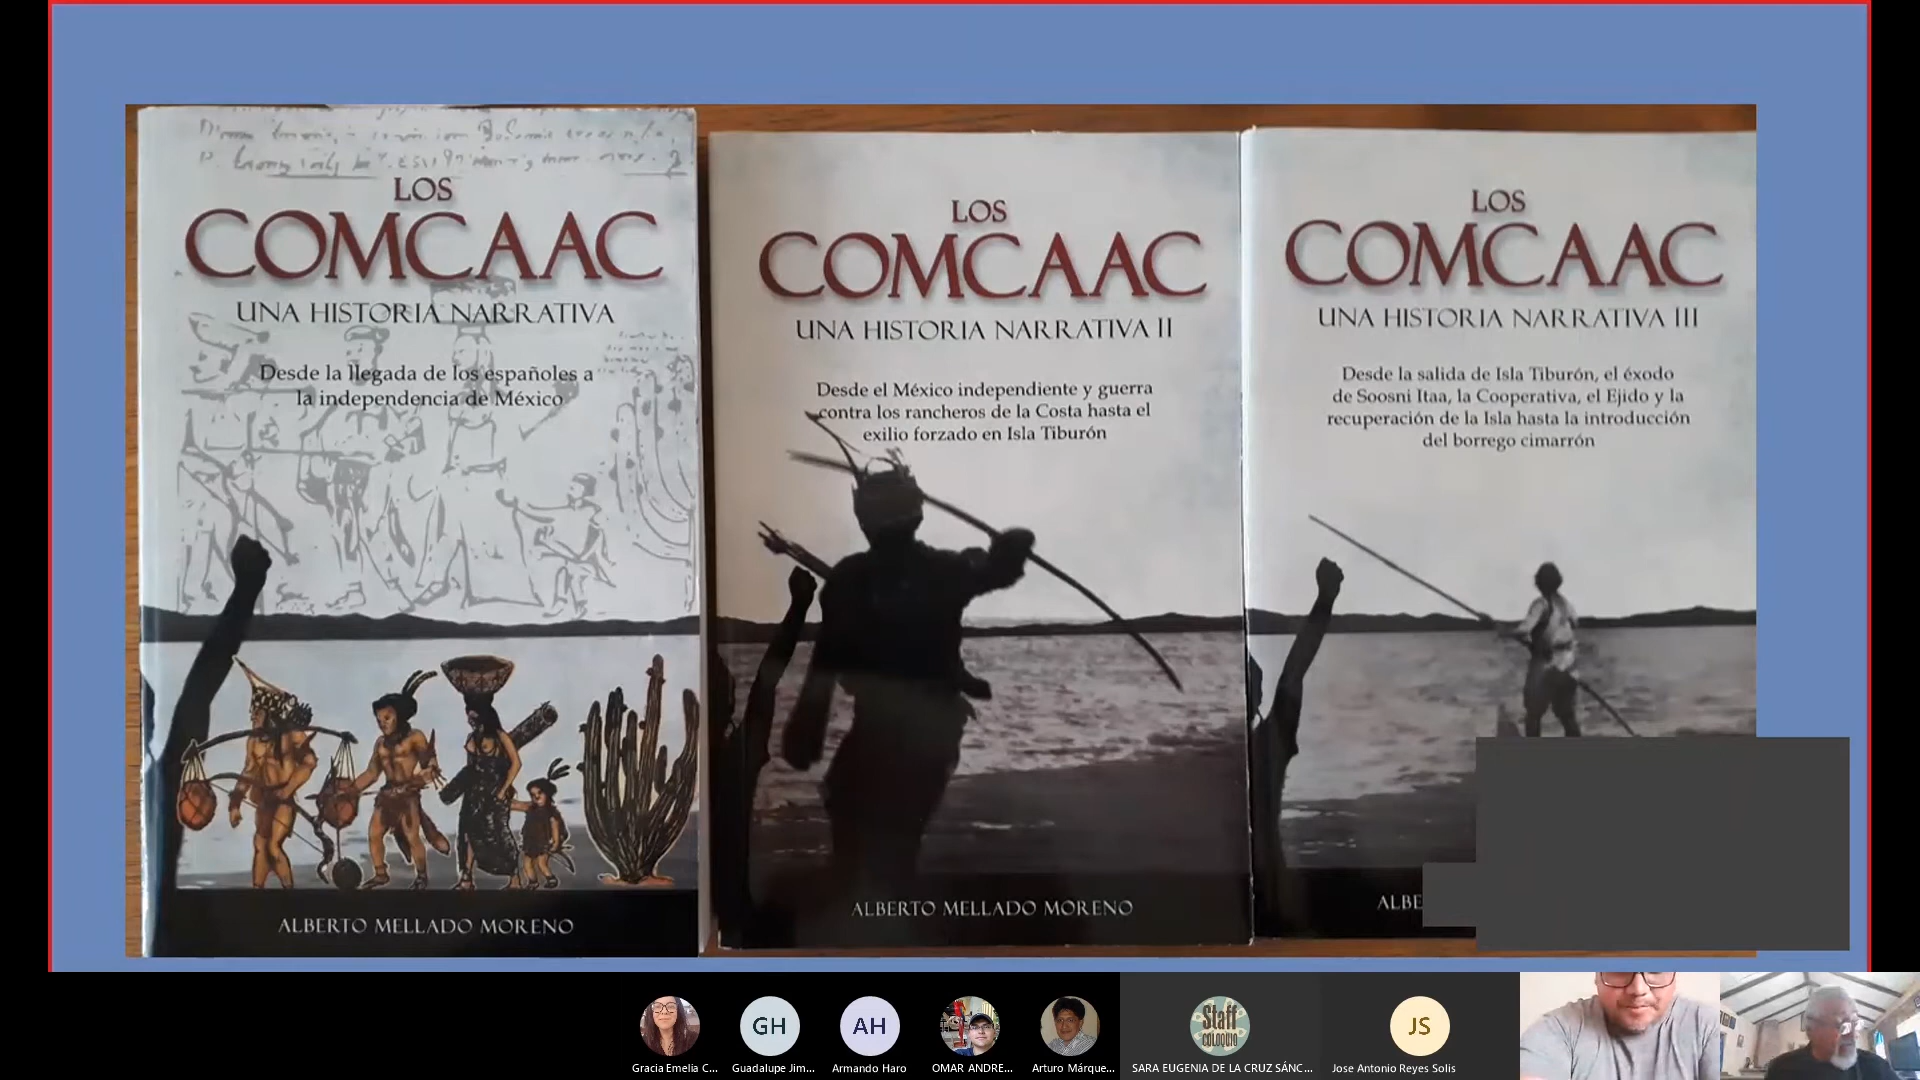 LOS
COMCAAC
UNA HISTORIA NARRATIVA
Desde la llegada de los españoles a
la independencia de México
ALBERTO MELLADO MORENO
LOS
COMCAAC
UNA HISTORIA NARRATIVA II
Desde el México independiente y guerra
contra los rancheros de la Costa hasta el
exilio forzado en Isla Tiburón
ALBERTO MELLADO MORENO
LOS
COMCAAC
UNA HISTORIA NARRATIVA III
Desde la salida de Isla Tiburón, el éxodo
de Soosni Itaa, la Cooperativa, el Ejido y la
recuperación de la Isla hasta la introducción
del borrego cimarrón
ALBE
GH
AH
Staff
COLOQUIO
JS
Gracia Emelia C...
Guadalupe Jim...
Armando Haro
OMAR ANDRE...
Arturo Márque...
SARA EUGENIA DE LA CRUZ SÁNC...
Jose Antonio Reyes Solis